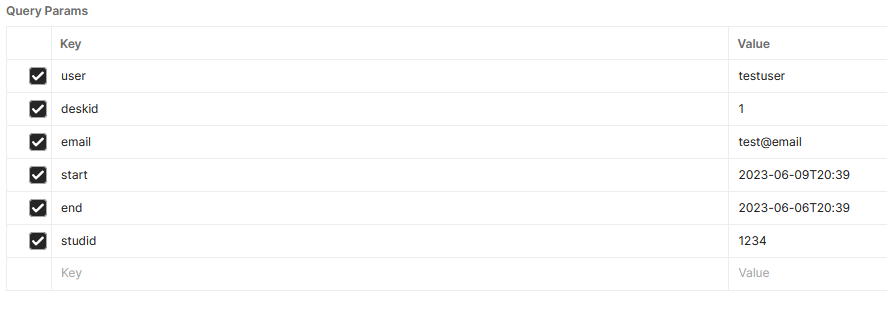 Query Params
Key Value
user testuser
deskid 1
email test@email
start 2023-06-09T20:39
end 2023-06-06T20:39
studid 1234
Key Value